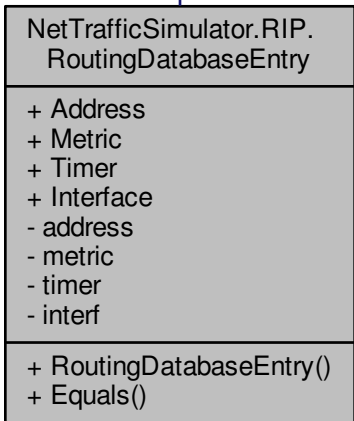 NetTrafficSimulator.RIP.
RoutingDatabaseEntry
+ Address
+ Metric
+ Timer
+ Interface
- address
- metric
- timer
- interf
+ RoutingDatabaseEntry()
+ Equals()